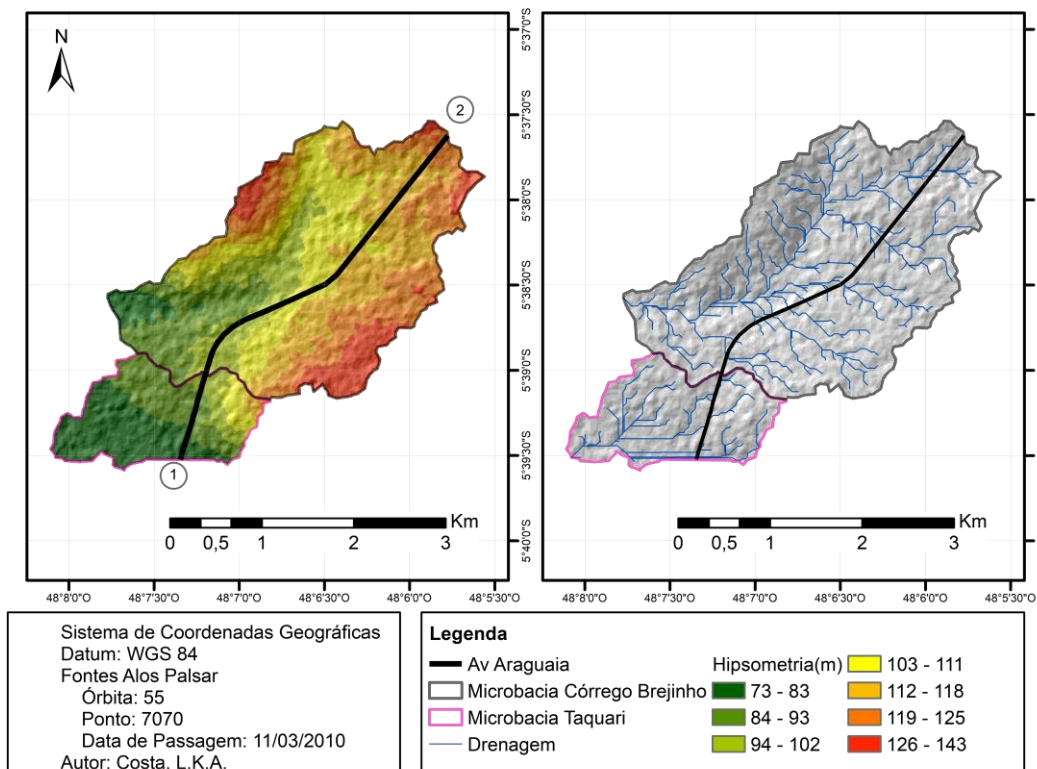 N
2
1
Km
0 0,5 1 2 3
5°37'0"S
5°37'30"S
5°38'0"S
5°38'30"S
5°39'0"S
5°39'30"S
5°40'0"S
Km
0 0,5 1 2 3
48°8'0"O 48°7'30"O 48°7'0"O 48°6'30"O 48°6'0"O 48°5'30"O
48°8'0"O 48°7'30"O 48°7'0"O 48°6'30"O 48°6'0"O 48°5'30"O
Sistema de Coordenadas Geográficas
Datum: WGS 84
Fontes Alos Palsar
Órbita: 55
Ponto: 7070
Data de Passagem: 11/03/2010
Autor: Costa, L.K.A.
Legenda
Av Araguaia
Microbacia Córrego Brejinho
Microbacia Taquari
Drenagem
Hipsometria(m)
73 - 83
84 - 93
94 - 102
103 - 111
112 - 118
119 - 125
126 - 143